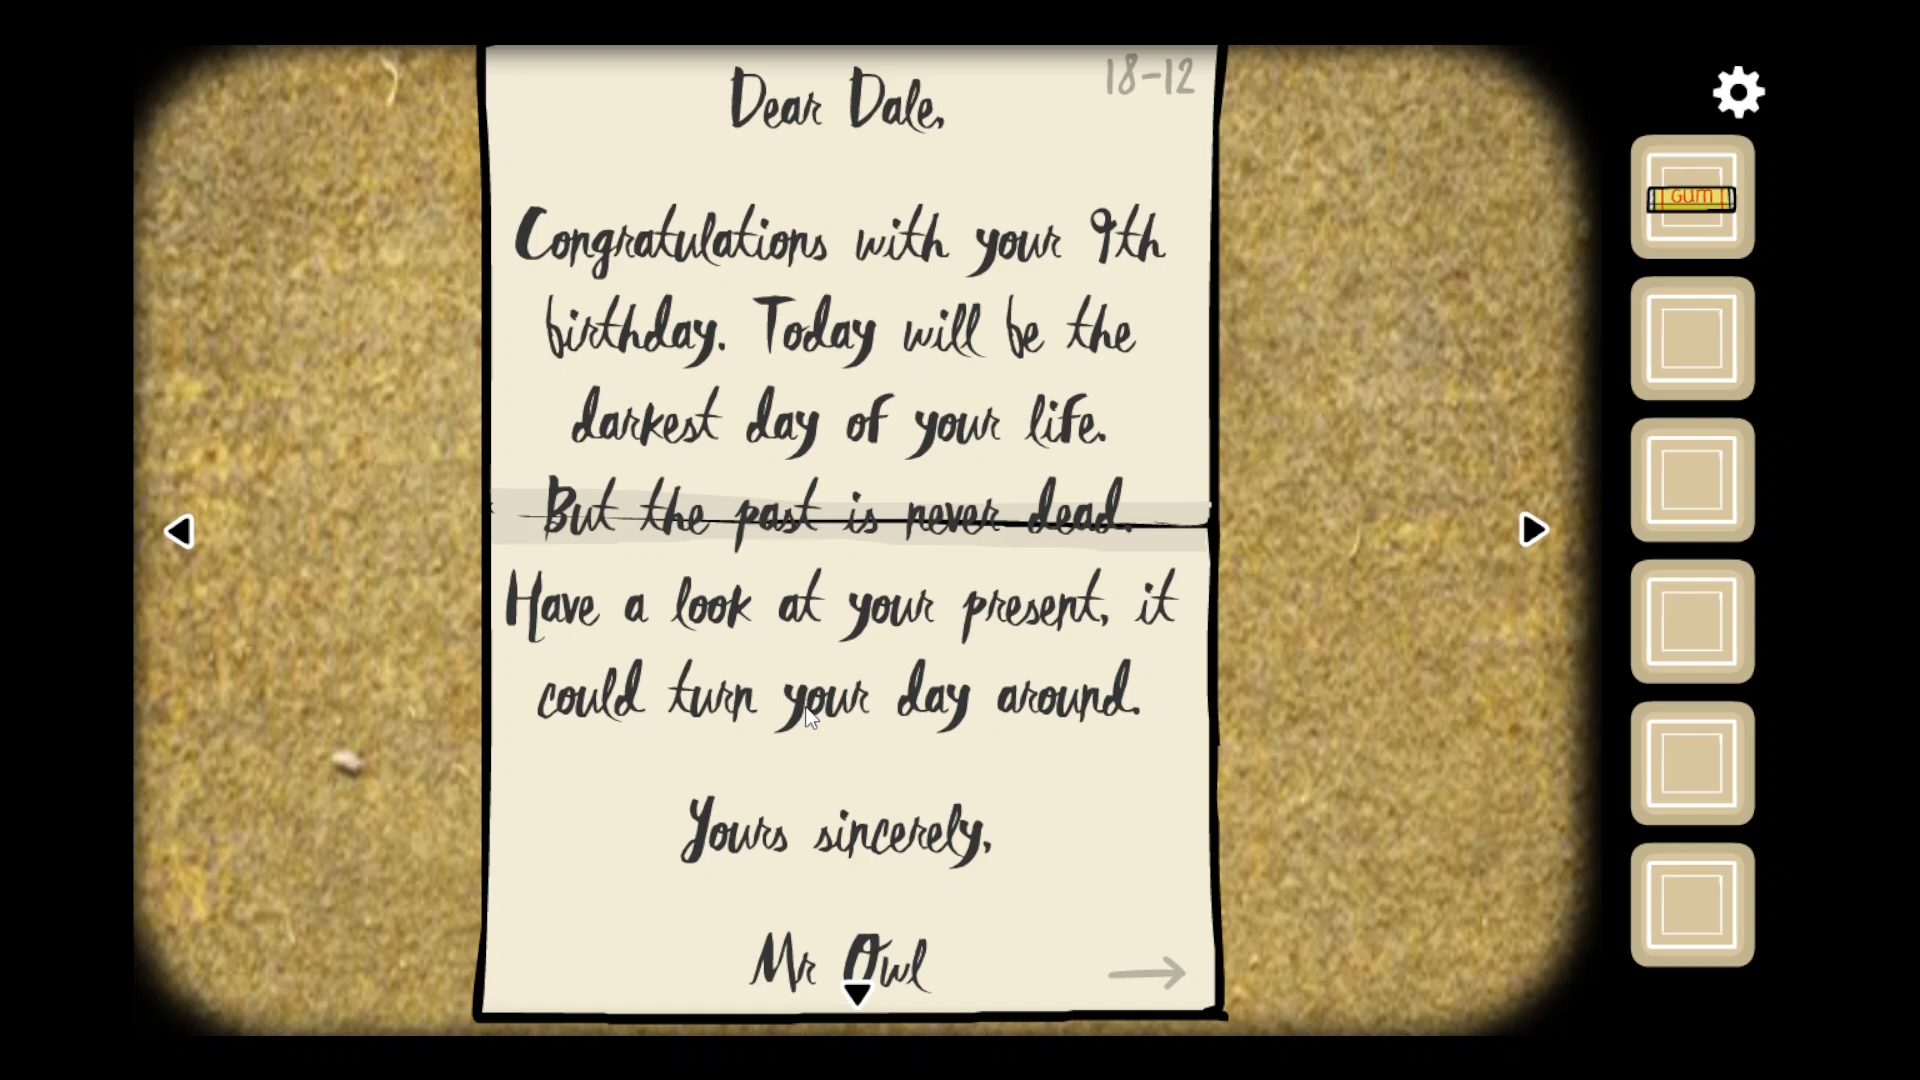 18-12
Dear Dale,
Congratulations with your 9th
birthday. Today will be the
darkest day of your life.
But the past is never dead.
Have a look at your present, it
could turn your day around.
Yours sincerely,
Mr Owl
GUM